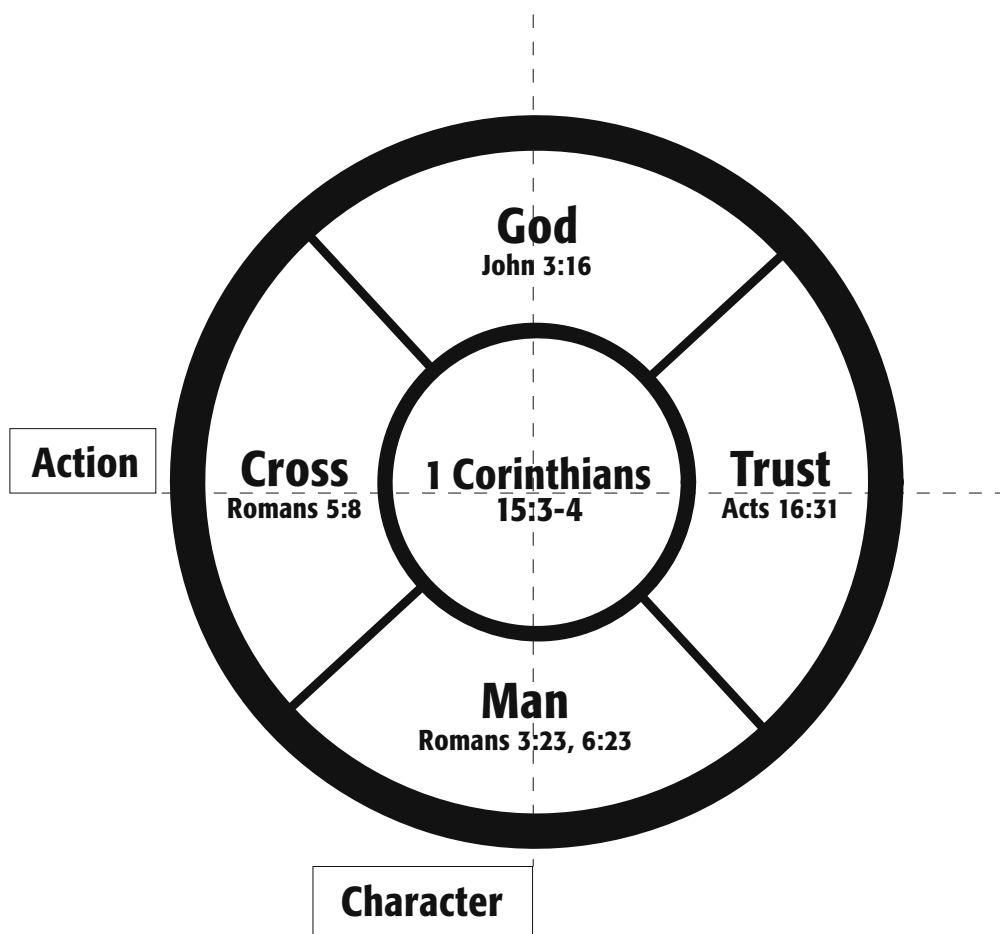 God
John 3:16
Action
Cross
Romans 5:8
1 Corinthians
15:3-4
Trust
Acts 16:31
Man
Romans 3:23, 6:23
Character